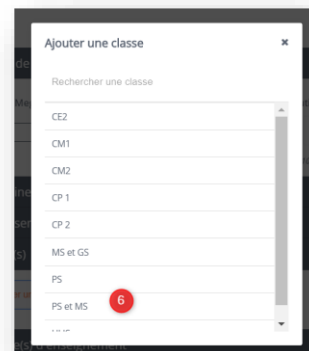 Ajouter une classe
Rechercher une classe
CE2
CM1
CM2
CP 1
CP 2
MS et GS
PS
PS et MS
6
e(s) d'enseignement